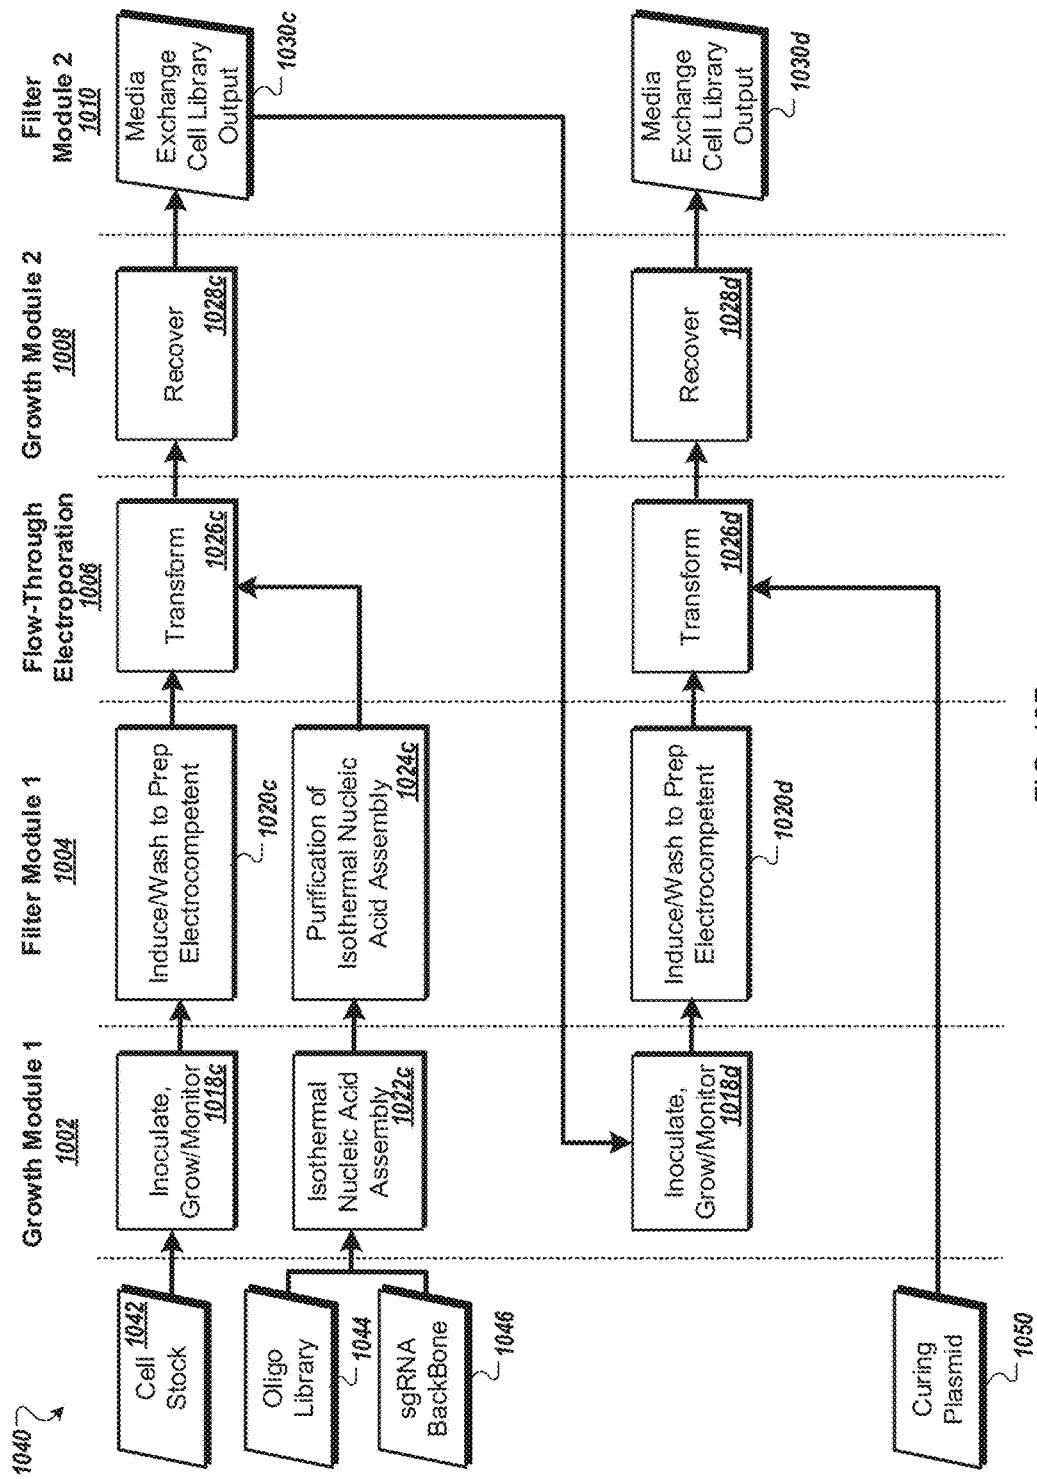 1040
Growth Module 1
1002
Filter Module 1
1004
Flow-Through
Electroporation
1006
Growth Module 2
1008
Filter
Module 2
1010
Cell
Stock
1042
Inoculate,
Grow/Monitor
1018c
Induce/Wash to Prep
Electrocompetent
1020c
Transform
1026c
Recover
1028c
Media
Exchange
Cell Library
Output
1030c
Oligo
Library
1044
sgRNA
BackBone
1046
Isothermal
Nucleic Acid
Assembly
1022c
Purification of
Isothermal Nucleic
Acid Assembly
1024c
Inoculate,
Grow/Monitor
1018d
Induce/Wash to Prep
Electrocompetent
1020d
Transform
1026d
Recover
1028d
Media
Exchange
Cell Library
Output
1030d
Curing
Plasmid
1050